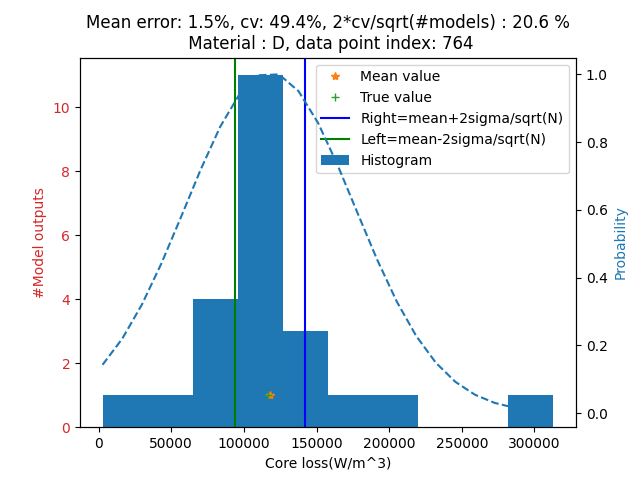 Mean error: 1.5%, cv: 49.4%, 2*cv/sqrt(#models) : 20.6 %
Material : D, data point index: 764
Mean value
True value
Right=mean+2sigma/sqrt(N)
Left=mean-2sigma/sqrt(N)
Histogram
#Model outputs
10
8
6
4
2
0
1.0
0.8
0.6
0.4
0.2
0.0
Probability
0 50000 100000 150000 200000 250000 300000
Core loss(W/m^3)